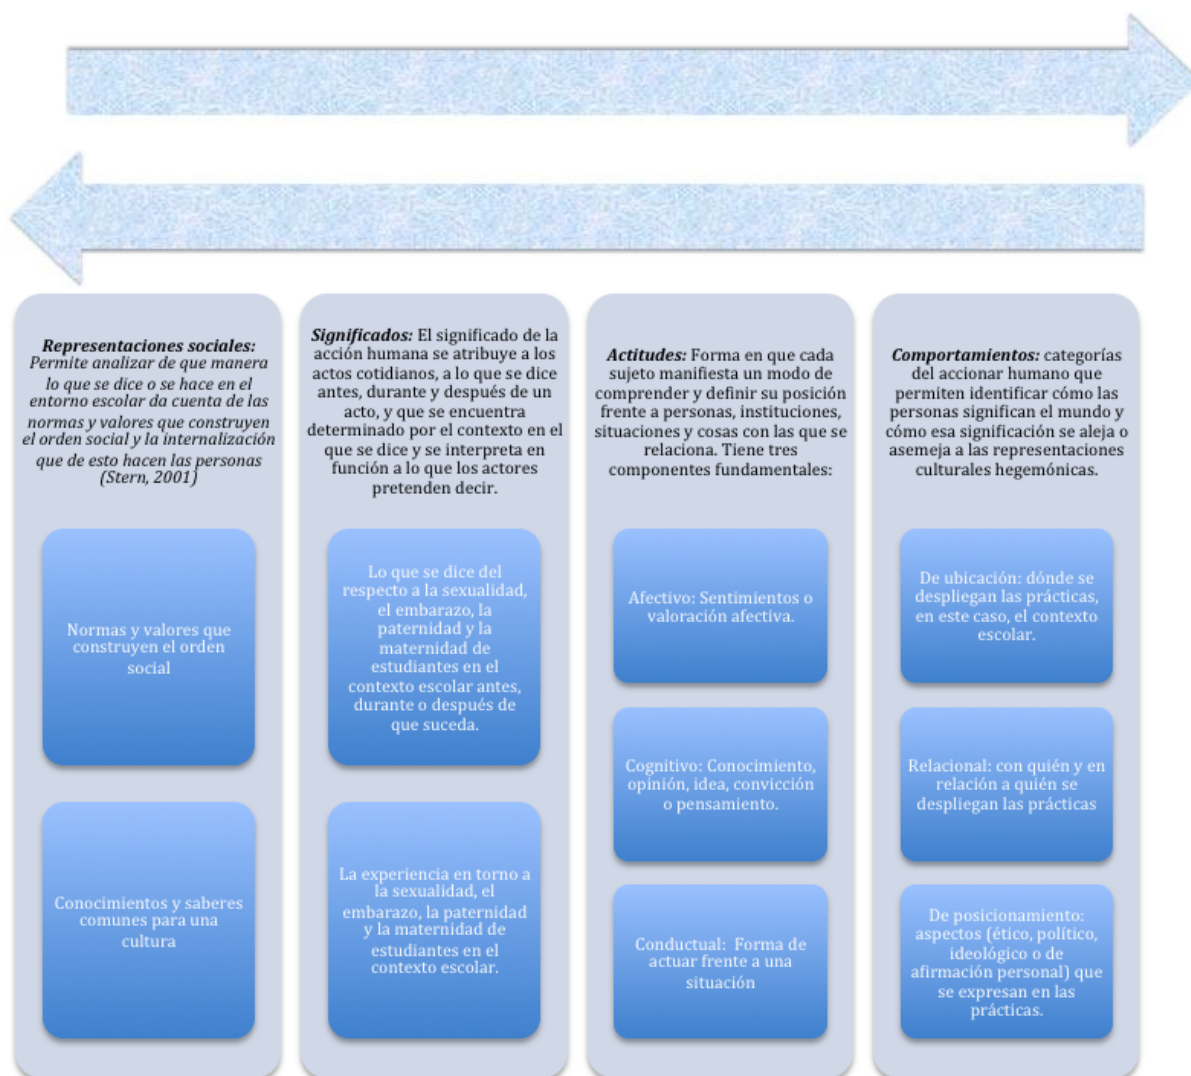 Representaciones sociales:
Permite analizar de que manera
lo que se dice o se hace en el
entorno escolar da cuenta de las
normas y valores que construyen
el orden social y la internalización
que de esto hacen las personas
(Stern, 2001)
Normas y valores que
construyen el orden
social
Conocimientos y saberes
comunes para una
cultura
Significados: El significado de la
acción humana se atribuye a los
actos cotidianos, a lo que se dice
antes, durante y después de un
acto, y que se encuentra
determinado por el contexto en el
que se dice y se interpreta en
función a lo que los actores
pretenden decir.
Lo que se dice del
respecto a la sexualidad,
el embarazo, la
paternidad y la
maternidad de
estudiantes en el
contexto escolar antes,
durante o después de
que suceda.
La experiencia en torno a
la sexualidad, el
embarazo, la paternidad
y la maternidad de
estudiantes en el
contexto escolar.
Actitudes: Forma en que cada
sujeto manifiesta un modo de
comprender y definir su posición
frente a personas, instituciones,
situaciones y cosas con las que se
relaciona. Tiene tres
componentes fundamentales:
Afectivo: Sentimientos o
valoración afectiva.
Cognitivo: Conocimiento,
opinión, idea, convicción
o pensamiento.
Conductual: Forma de
actuar frente a una
situación
Comportamientos: categorías
del accionar humano que
permiten identificar cómo las
personas significan el mundo y
cómo esa significación se aleja o
asemeja a las representaciones
culturales hegemónicas.
De ubicación: dónde se
despliegan las prácticas,
en este caso, el contexto
escolar.
Relacional: con quién y en
relación a quién se
despliegan las prácticas
De posicionamiento:
aspectos (ético, político,
ideológico o de
afirmación personal) que
se expresan en las
prácticas.